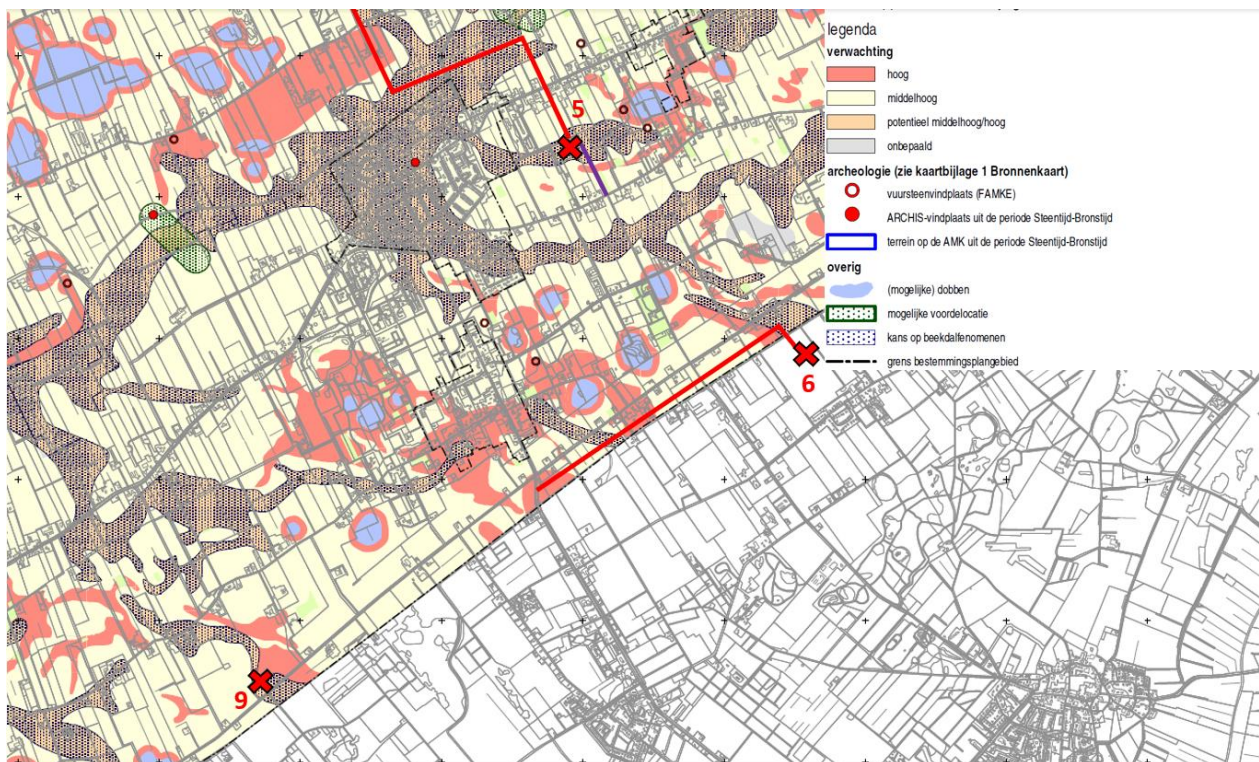 legenda
verwachting
hoog
middelhoog
potentieel middelhoog/hoog
onbepaald
archeologie (zie kaartbijlage 1 Bronnenkaart)
vuursteenvindplaats (FAMKE)
ARCHIS-vindplaats uit de periode Steentijd-Bronstijd
terrein op de AMK uit de periode Steentijd-Bronstijd
overig
(mogelijke) dobben
mogelijke voordelocatie
kans op beekdalfenomenen
grens bestemmingsplangebied
5
6
9